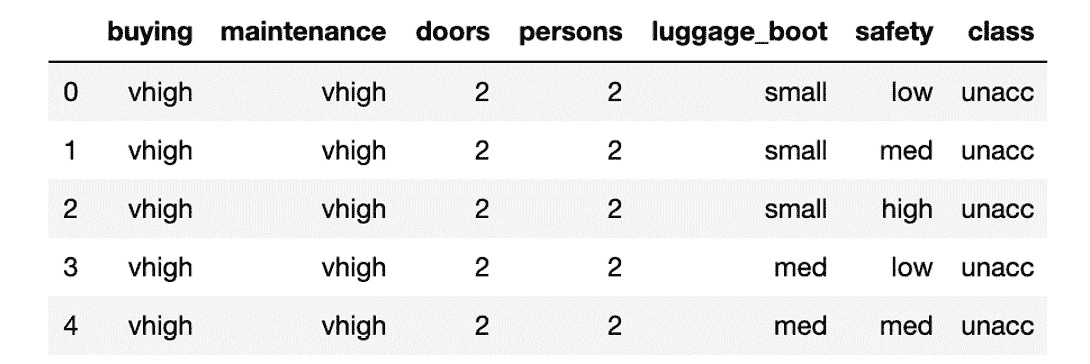 buying maintenance doors persons luggage_boot safety class
0 vhigh vhigh 2 2 small low unacc
1 vhigh vhigh 2 2 small med unacc
2 vhigh vhigh 2 2 small high unacc
3 vhigh vhigh 2 2 med low unacc
4 vhigh vhigh 2 2 med med unacc